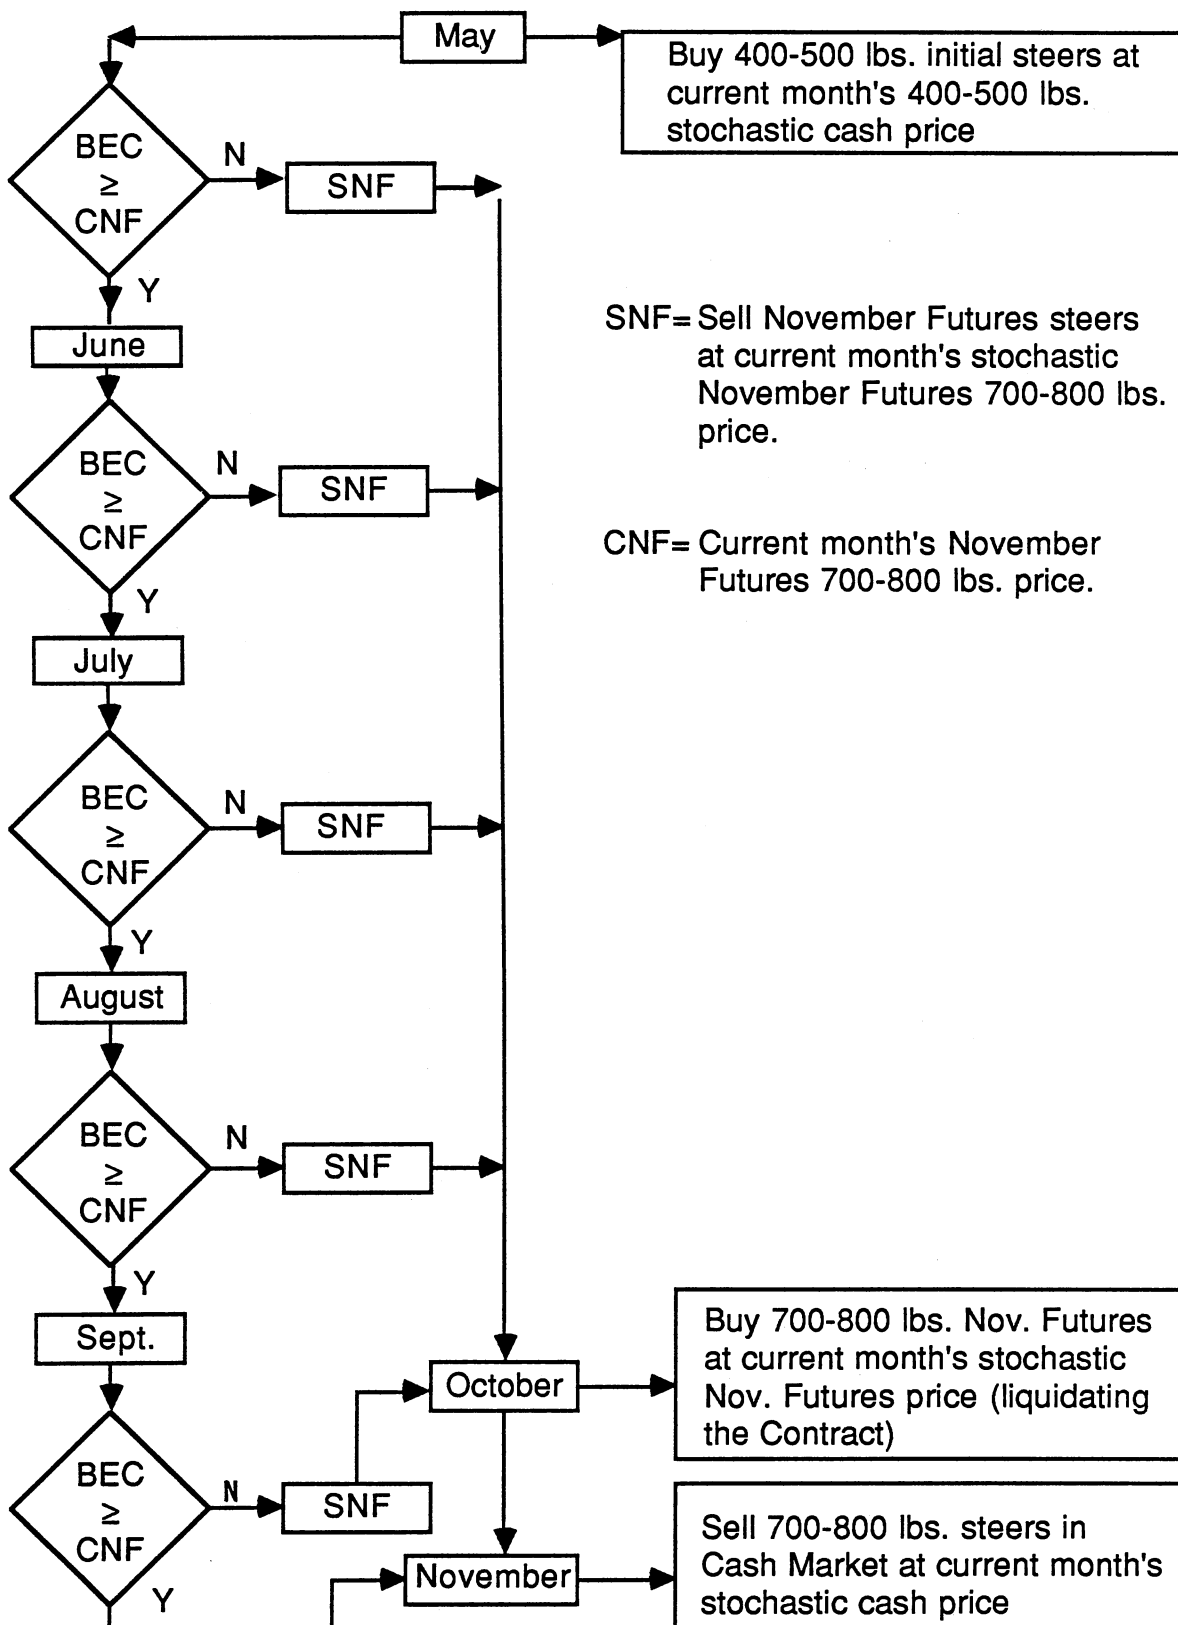 May
Buy 400-500 lbs. initial steers at
current month's 400-500 lbs.
stochastic cash price
BEC
≥
CNF
N
SNF
Y
June
SNF= Sell November Futures steers
at current month's stochastic
November Futures 700-800 lbs.
price.
BEC
≥
CNF
N
SNF
Y
CNF= Current month's November
Futures 700-800 lbs. price.
July
BEC
≥
CNF
N
SNF
Y
August
BEC
≥
CNF
N
SNF
Y
Sept.
October
Buy 700-800 lbs. Nov. Futures
at current month's stochastic
Nov. Futures price (liquidating
the Contract)
BEC
≥
CNF
N
SNF
Y
November
Sell 700-800 lbs. steers in
Cash Market at current month's
stochastic cash price